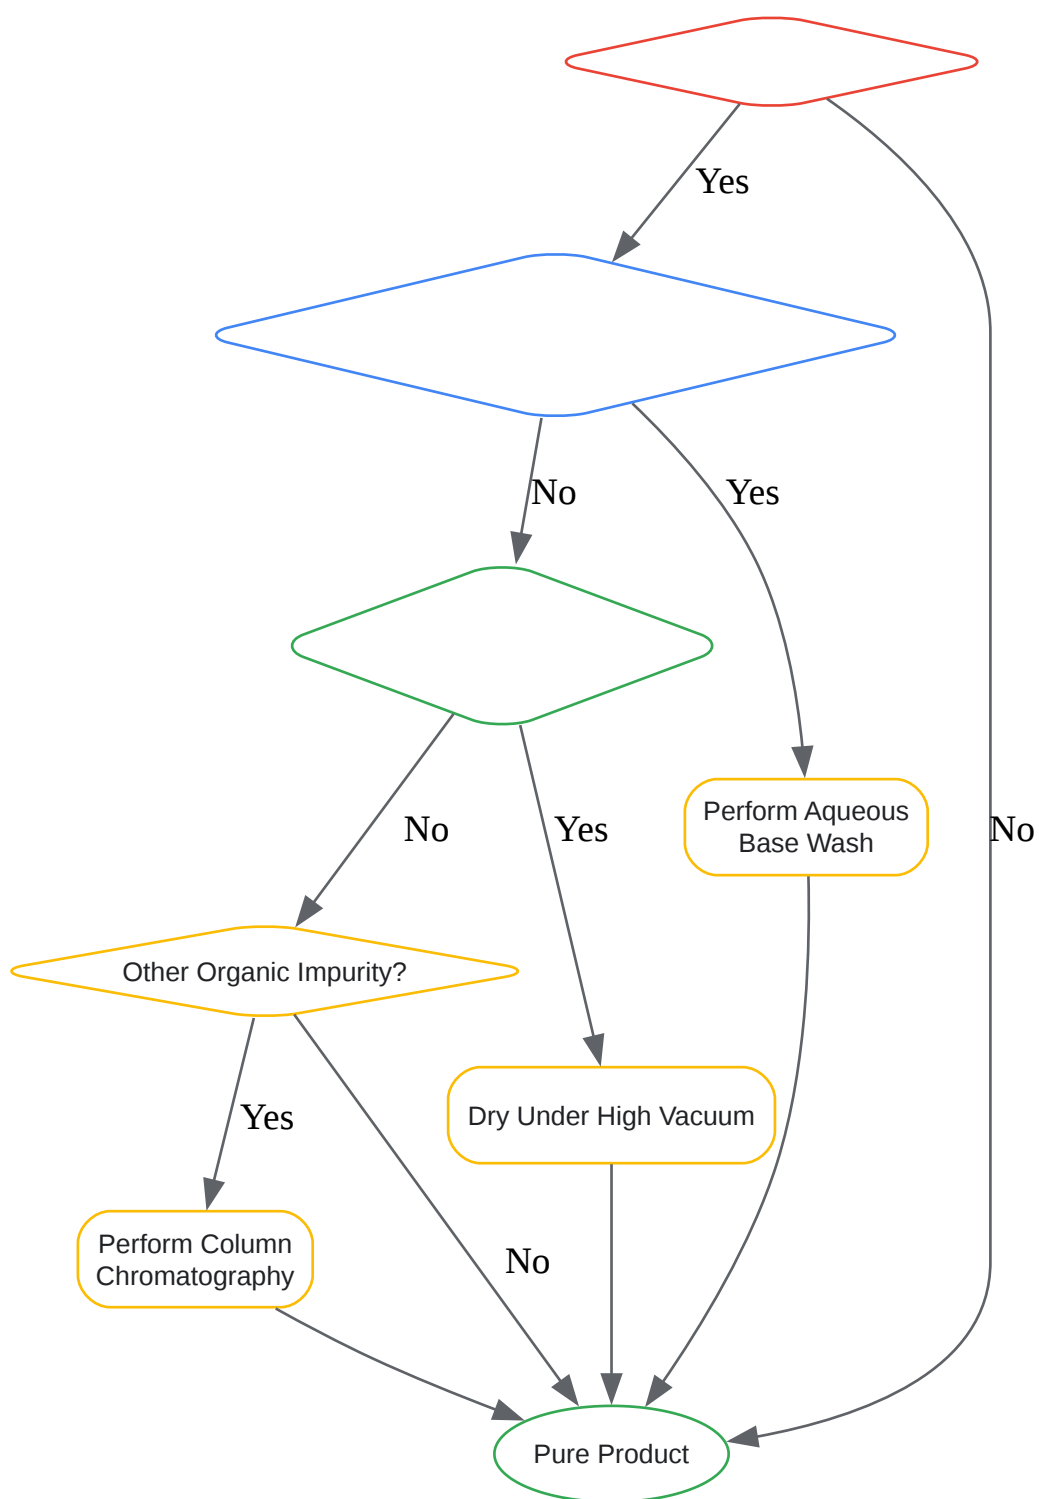 Yes
No
Yes
No
Yes
Perform Aqueous
Base Wash
No
Other Organic Impurity?
Yes
Dry Under High Vacuum
Perform Column
Chromatography
No
Pure Product